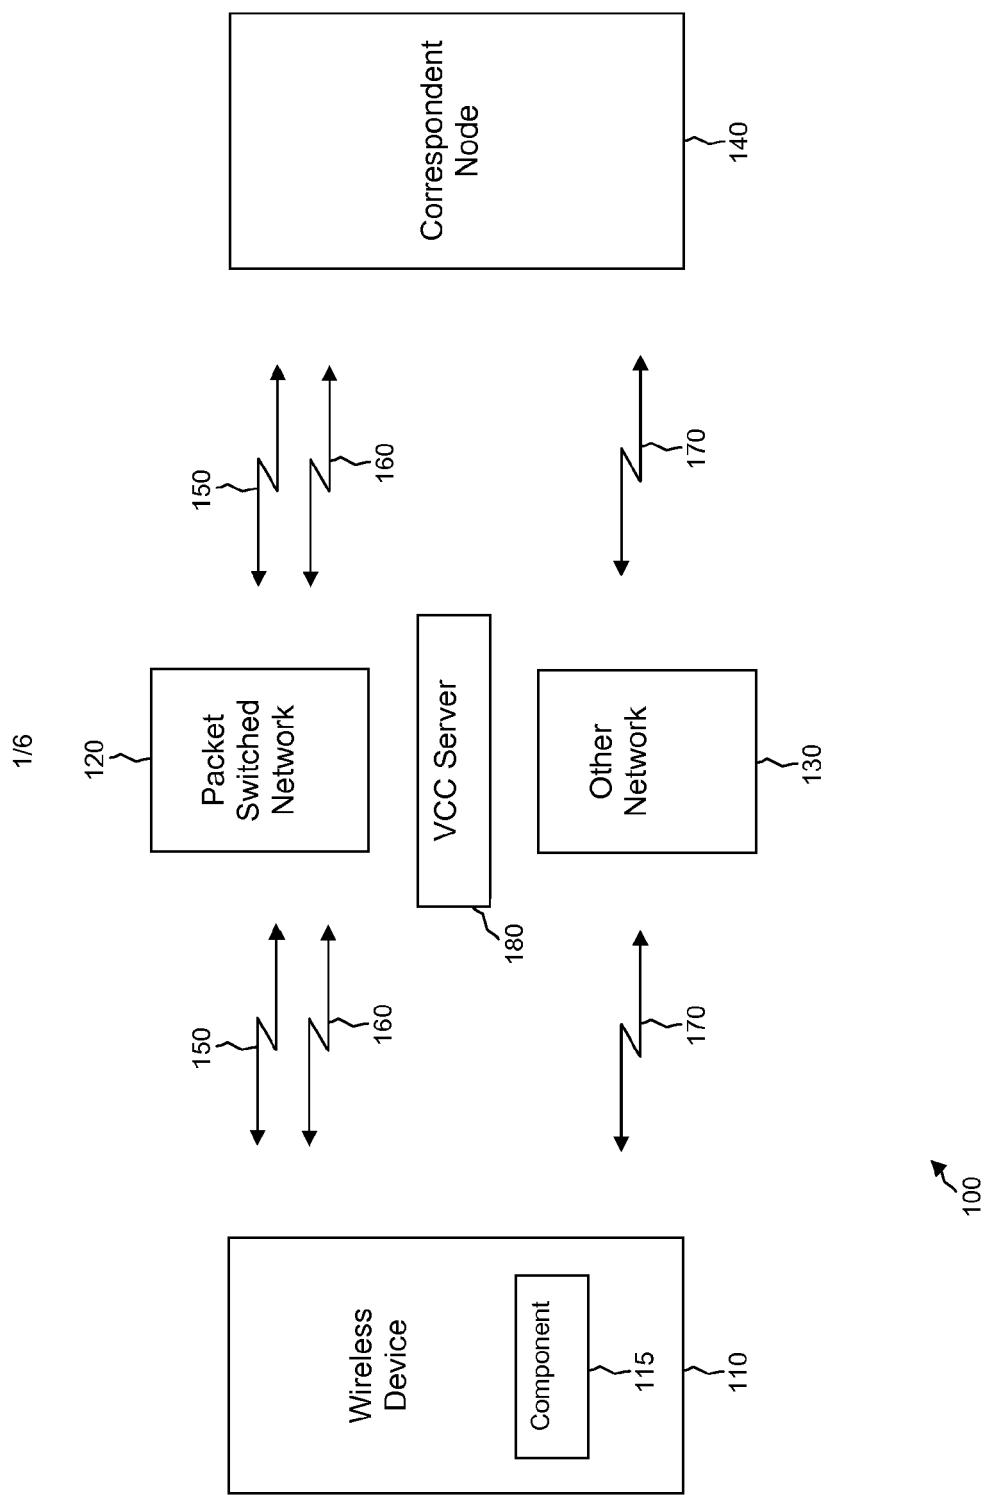 1/6
Wireless
Device
Component
115
110
150
160
170
120
Packet
Switched
Network
VCC Server
180
Other
Network
130
150
160
170
Correspondent
Node
140
100